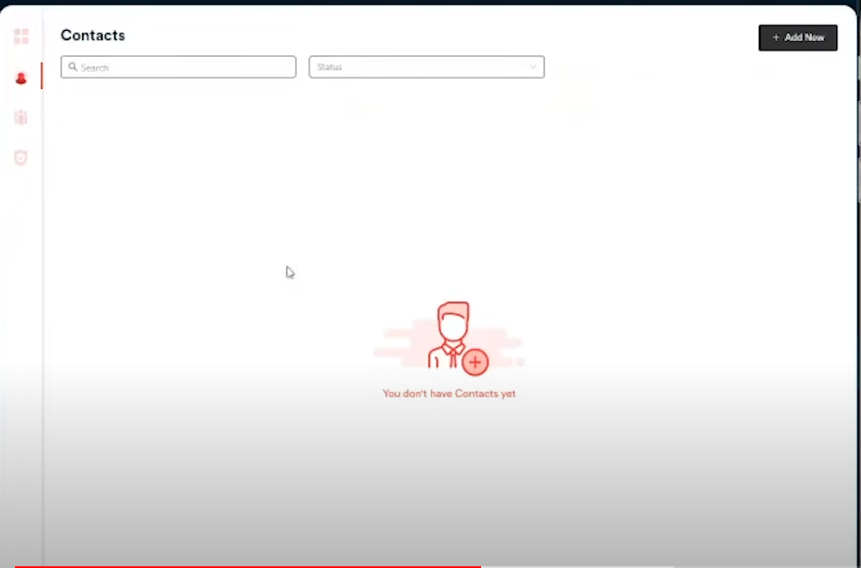 Contacts
+ Add New
Search
Status
You don't have Contacts yet